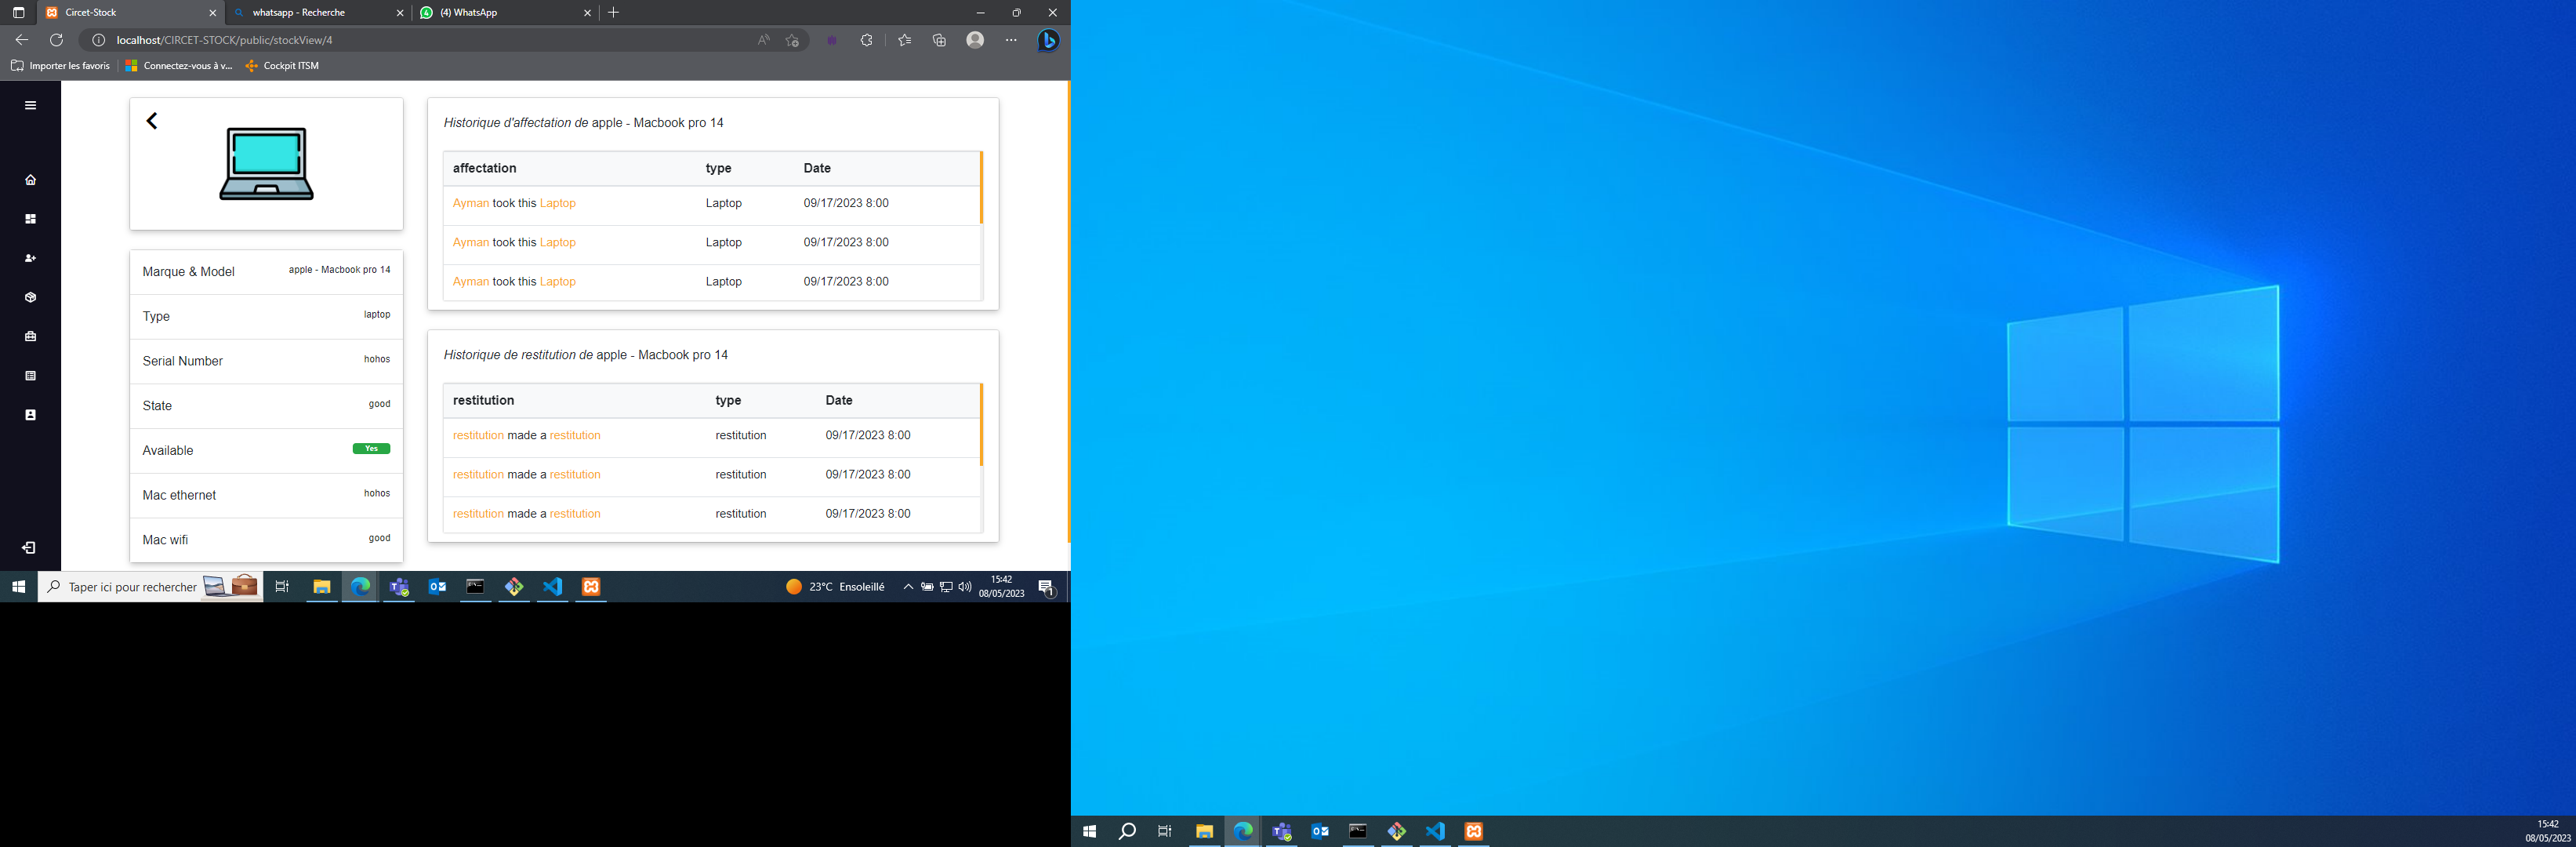 Circet-Stock
whatsapp - Recherche
(4) WhatsApp
localhost/CIRCET-STOCK/public/stockView/4
Importer les favoris
Connectez-vous à v...
Cockpit ITSM
Marque & Model apple - Macbook pro 14
Type laptop
Serial Number hohos
State good
Available Yes
Mac ethernet hohos
Mac wifi good
Historique d'affectation de apple - Macbook pro 14
affectation type Date
Ayman took this Laptop Laptop 09/17/2023 8:00
Ayman took this Laptop Laptop 09/17/2023 8:00
Ayman took this Laptop Laptop 09/17/2023 8:00
Historique de restitution de apple - Macbook pro 14
restitution type Date
restitution made a restitution restitution 09/17/2023 8:00
restitution made a restitution restitution 09/17/2023 8:00
restitution made a restitution restitution 09/17/2023 8:00
Taper ici pour rechercher
23°C Ensoleillé
15:42
08/05/2023
1
15:42
08/05/2023